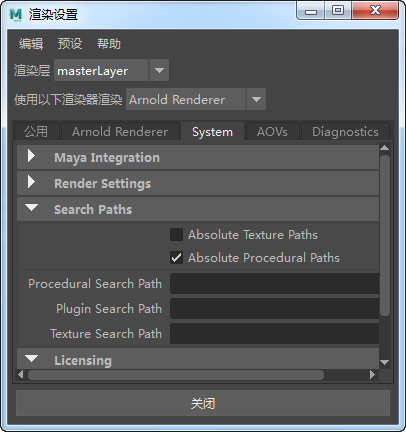 渲染设置
编辑 预设 帮助
渲染层 masterLayer
使用以下渲染器渲染 Arnold Renderer
公用 Arnold Renderer System AOVs Diagnostics
Maya Integration
Render Settings
Search Paths
Absolute Texture Paths
Absolute Procedural Paths
Procedural Search Path
Plugin Search Path
Texture Search Path
Licensing
关闭